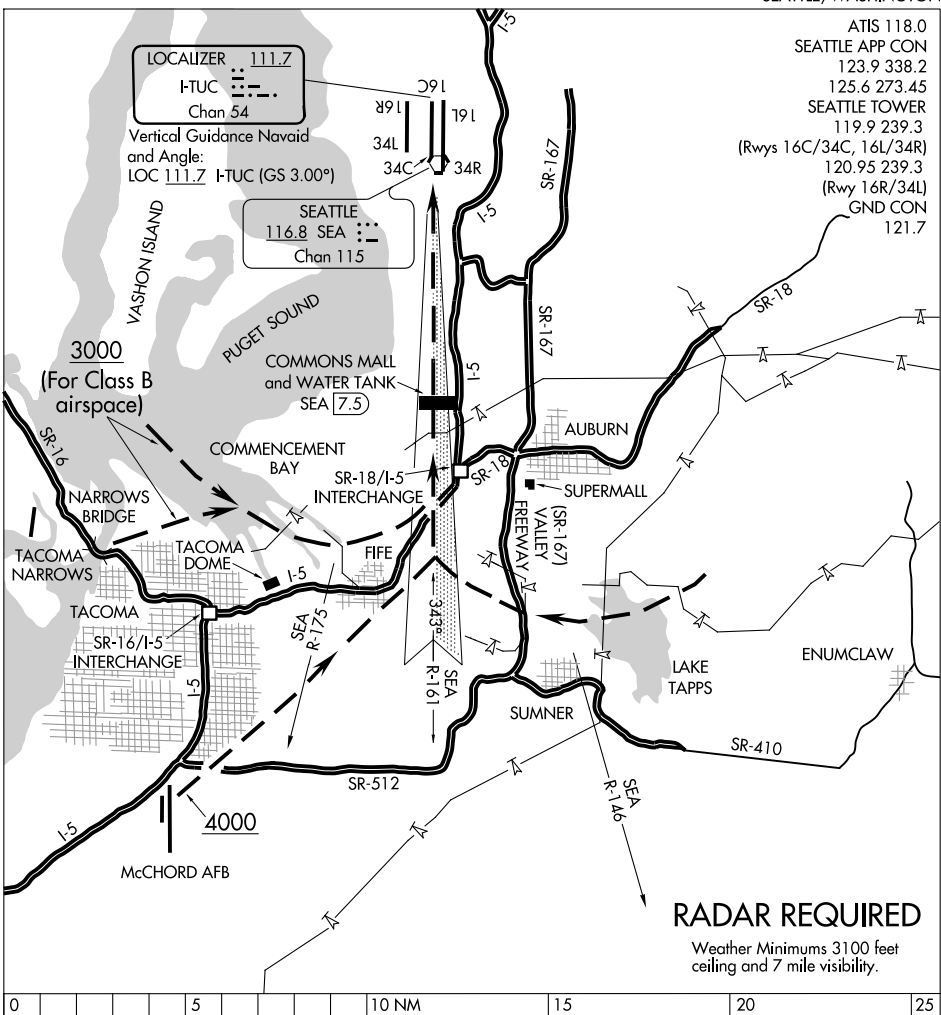 SEATTLE, WASHINGTON
ATIS 118.0
SEATTLE APP CON
123.9 338.2
125.6 273.45
SEATTLE TOWER
119.9 239.3
(Rwys 16C/34C, 16L/34R)
120.95 239.3
(Rwy 16R/34L)
GND CON
121.7
LOCALIZER 111.7
I-TUC
Chan 54
Vertical Guidance Navaid
and Angle:
LOC 111.7 I-TUC (GS 3.00°)
16R
16C
16L
34L
34C
34R
I-5
SR-167
I-5
SEATTLE
116.8 SEA
Chan 115
VASHON ISLAND
PUGET SOUND
SR-18
SR-167
I-5
3000
(For Class B
airspace)
COMMONS MALL
and WATER TANK
SEA 7.5
SR-16
COMMENCEMENT
BAY
AUBURN
SR-18/I-5
INTERCHANGE
SR-18
SUPERMALL
NARROWS
BRIDGE
(SR-167)
VALLEY
FREEWAY
TACOMA
NARROWS
TACOMA
DOME
FIFE
I-5
TACOMA
SR-16/I-5
INTERCHANGE
SEA
R-175
343°
SEA
R-161
LAKE
TAPPS
ENUMCLAW
I-5
SUMNER
SR-410
SR-512
SEA
R-146
I-5
4000
McCHORD AFB
RADAR REQUIRED
Weather Minimums 3100 feet
ceiling and 7 mile visibility.
0 5 10 NM 15 20 25